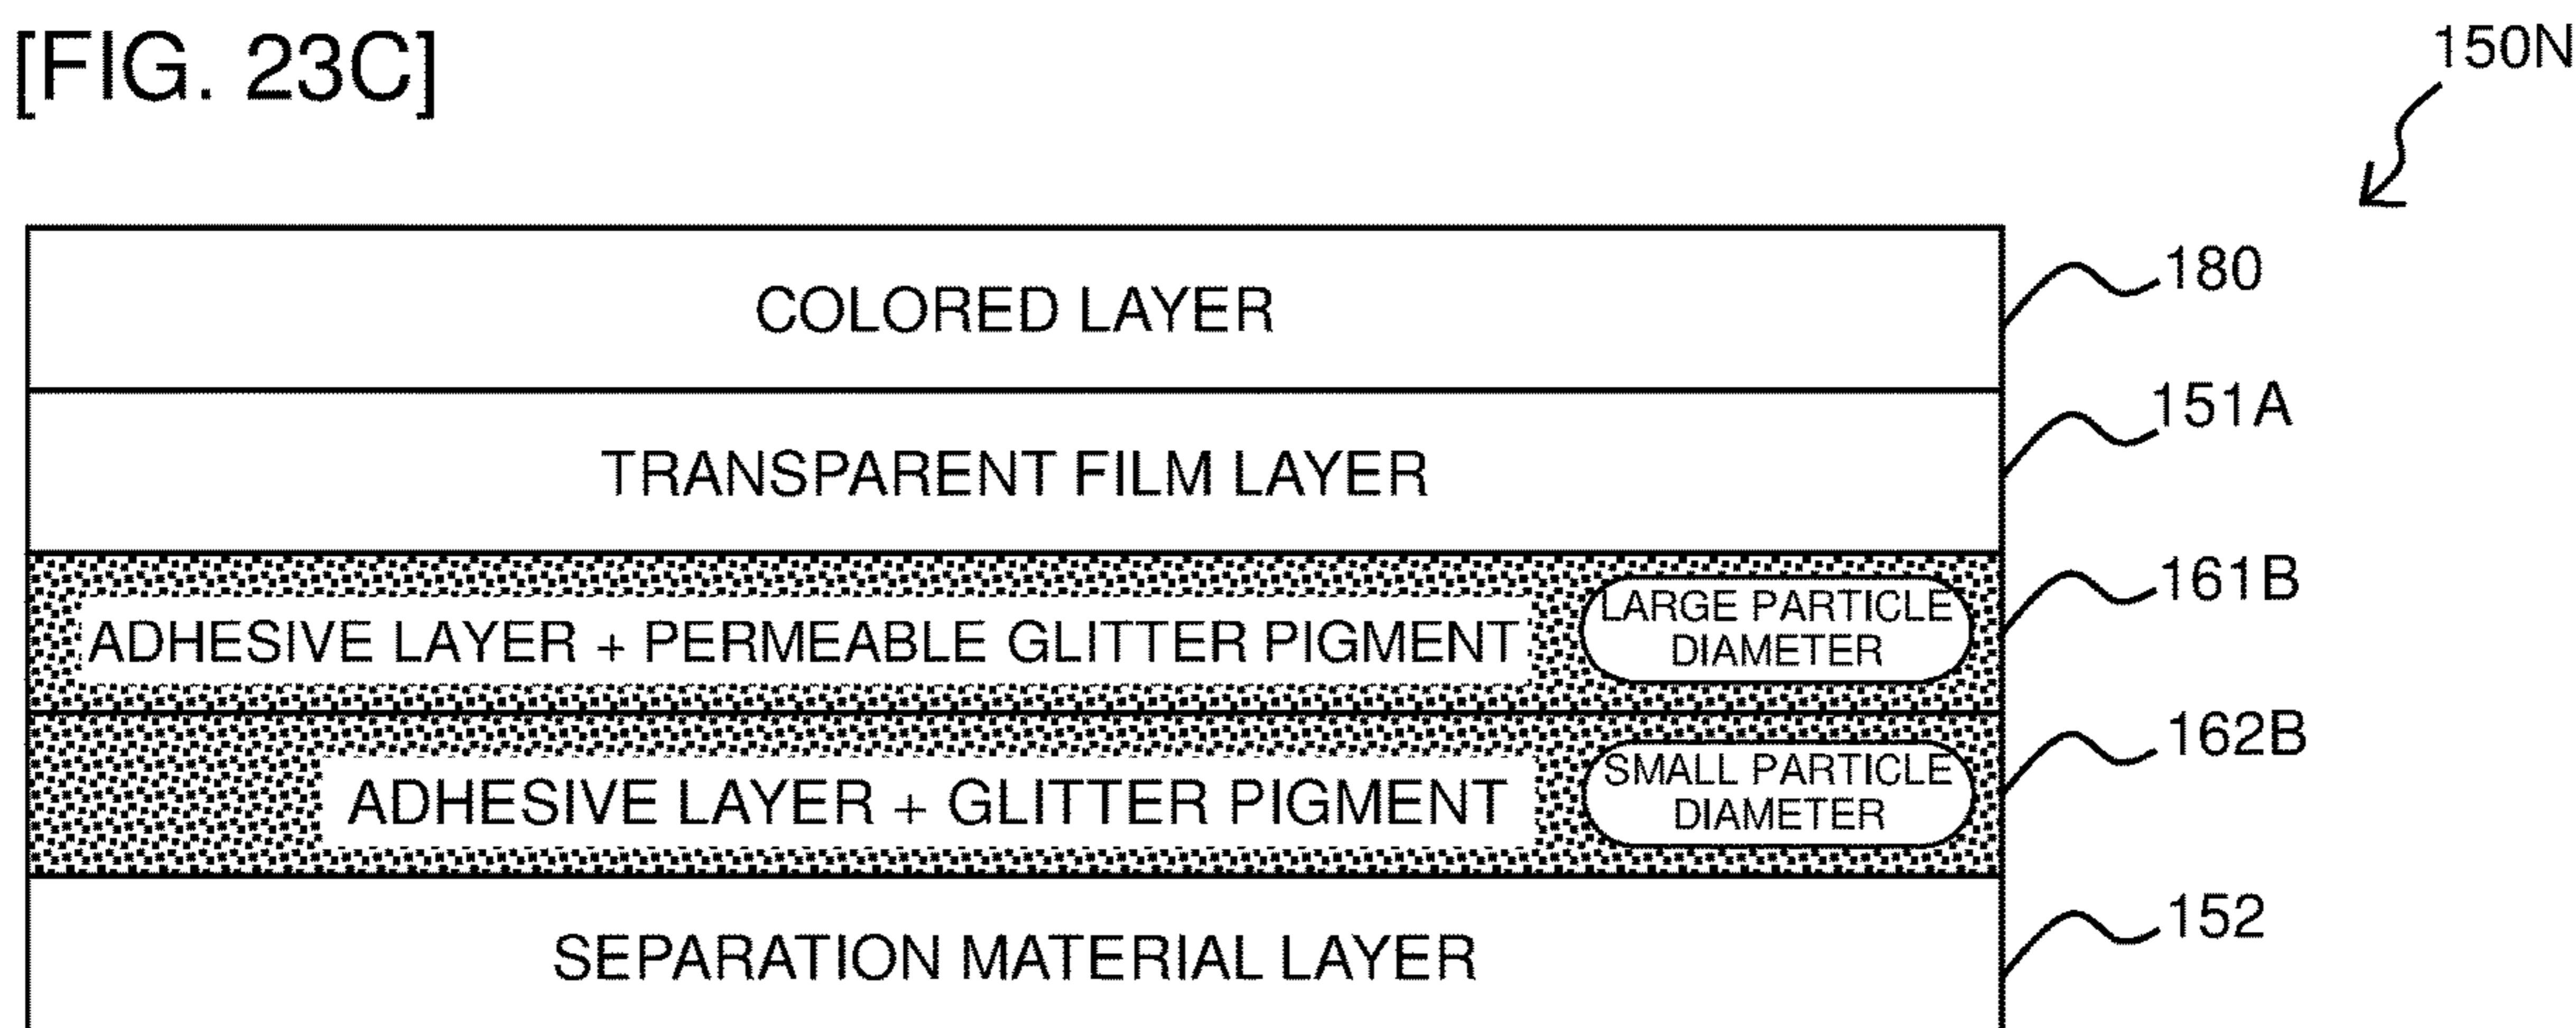 [FIG. 23C]
150N
COLORED LAYER
180
TRANSPARENT FILM LAYER
151A
ADHESIVE LAYER + PERMEABLE GLITTER PIGMENT
LARGE PARTICLE
DIAMETER
161B
ADHESIVE LAYER + GLITTER PIGMENT
SMALL PARTICLE
DIAMETER
162B
SEPARATION MATERIAL LAYER
152